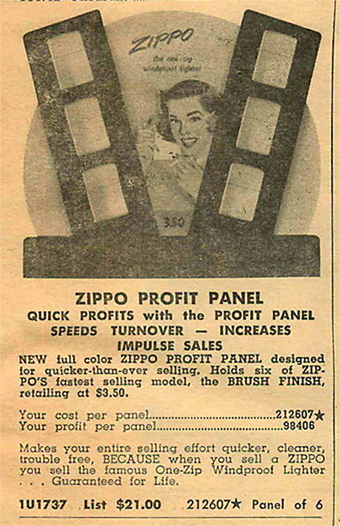 ZIPPO
the one-zip
windproof lighter
3.50
ZIPPO PROFIT PANEL
QUICK PROFITS with the PROFIT PANEL
SPEEDS TURNOVER — INCREASES
IMPULSE SALES
NEW full color ZIPPO PROFIT PANEL designed
for quicker-than-ever selling. Holds six of ZIP-
PO'S fastest selling model, the BRUSH FINISH,
retailing at $3.50.
Your cost per panel..............................212607★
Your profit per panel..............................98406
Makes your entire selling effort quicker, cleaner,
trouble free, BECAUSE when you sell a ZIPPO
you sell the famous One-Zip Windproof Lighter
. . . Guaranteed for Life.
1U1737 List $21.00 212607★ Panel of 6